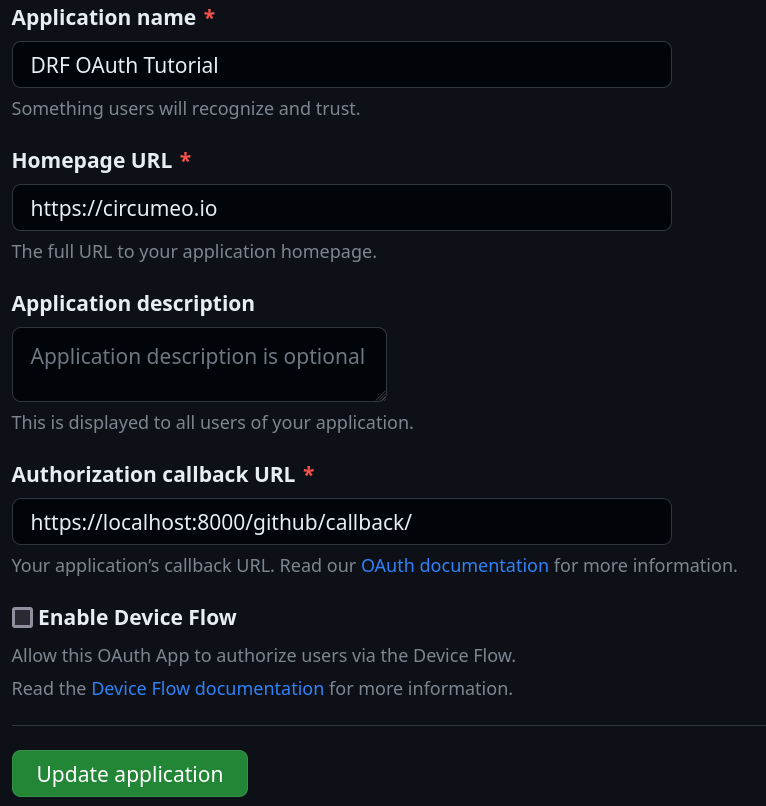 Application name *
DRF OAuth Tutorial
Something users will recognize and trust.
Homepage URL *
https://circumeo.io
The full URL to your application homepage.
Application description
Application description is optional
This is displayed to all users of your application.
Authorization callback URL *
https://localhost:8000/github/callback/
Your application’s callback URL. Read our OAuth documentation for more information.
Enable Device Flow
Allow this OAuth App to authorize users via the Device Flow.
Read the Device Flow documentation for more information.
Update application